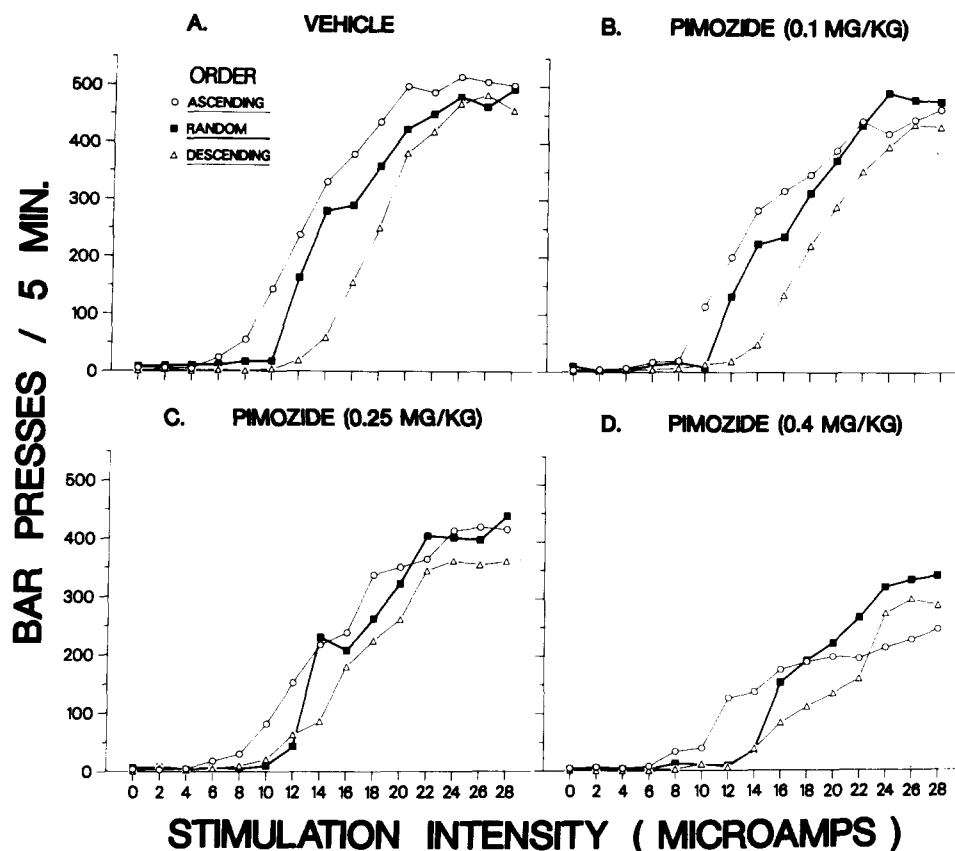 A. VEHICLE
B. PIMOZIDE (0.1 MG/KG)
ORDER
ASCENDING
RANDOM
DESCENDING
500
400
300
200
100
0
C. PIMOZIDE (0.25 MG/KG)
D. PIMOZIDE (0.4 MG/KG)
500
400
300
200
100
0
0 2 4 6 8 10 12 14 16 18 20 22 24 26 28
0 2 4 6 8 10 12 14 16 18 20 22 24 26 28
BAR PRESSES / 5 MIN.
STIMULATION INTENSITY ( MICROAMPS )